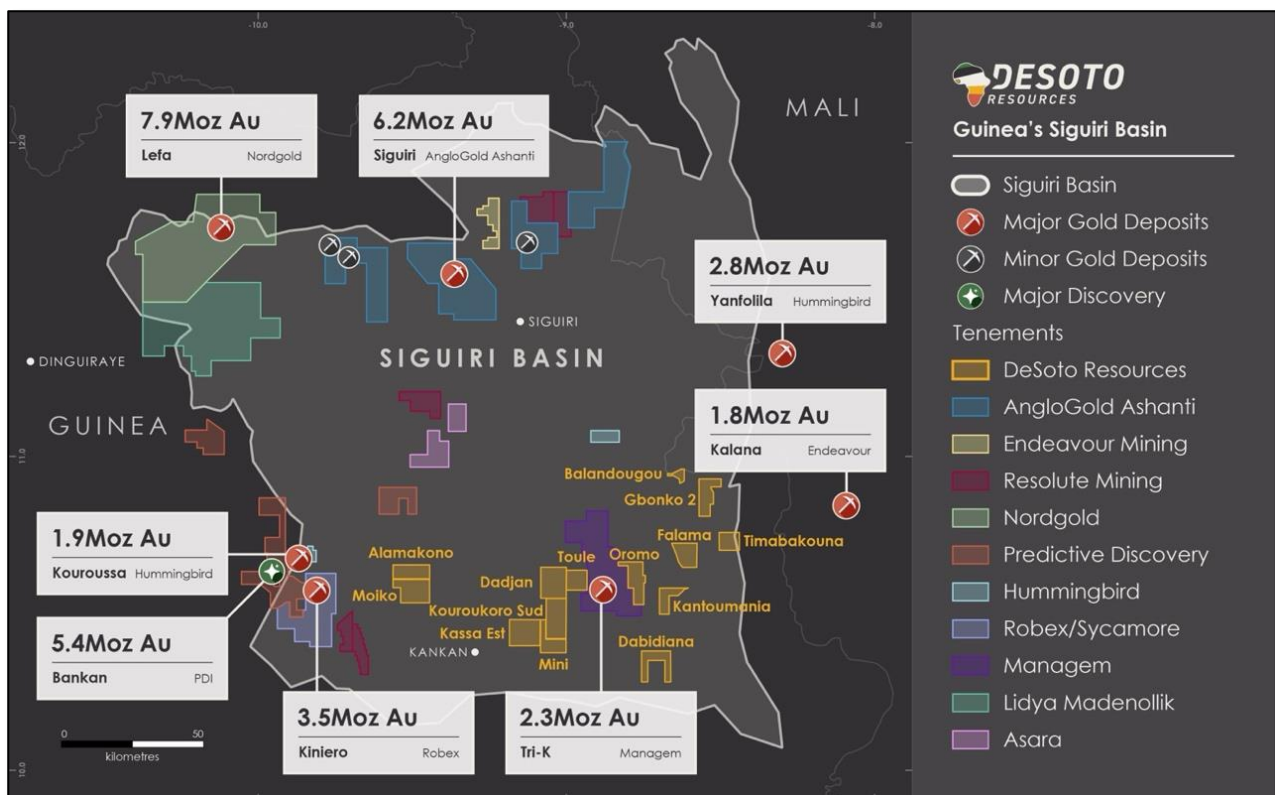 -10.0
-9.0
-8.0
12.0
12.0
11.0
11.0
10.0
10.0
MALI
7.9Moz Au
Lefa Nordgold
6.2Moz Au
Siguiri AngloGold Ashanti
2.8Moz Au
Yanfolila Hummingbird
SIGUIRI
SIGUIRI BASIN
DINGUIRAYE
GUINEA
1.8Moz Au
Kalana Endeavour
Balandougou
Gbonko 2
Falama
Timabakouna
1.9Moz Au
Kouroussa Hummingbird
Alamakono
Toule
Oromo
Dadjan
Moiko
Kouroukoro Sud
Kantoumania
Kassa Est
Dabidiana
KANKAN
Mini
5.4Moz Au
Bankan PDI
3.5Moz Au
Kiniero Robex
2.3Moz Au
Tri-K Managem
0 50
kilometres
DESOTO
RESOURCES
Guinea's Siguiri Basin
Siguiri Basin
Major Gold Deposits
Minor Gold Deposits
Major Discovery
Tenements
DeSoto Resources
AngloGold Ashanti
Endeavour Mining
Resolute Mining
Nordgold
Predictive Discovery
Hummingbird
Robex/Sycamore
Managem
Lidya Madenollik
Asara